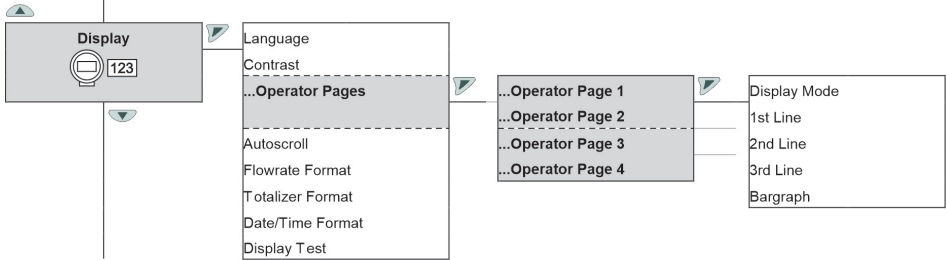 Display
123
Language
Contrast
...Operator Pages
Autoscroll
Flowrate Format
Totalizer Format
Date/Time Format
Display Test
...Operator Page 1
...Operator Page 2
...Operator Page 3
...Operator Page 4
Display Mode
1st Line
2nd Line
3rd Line
Bargraph